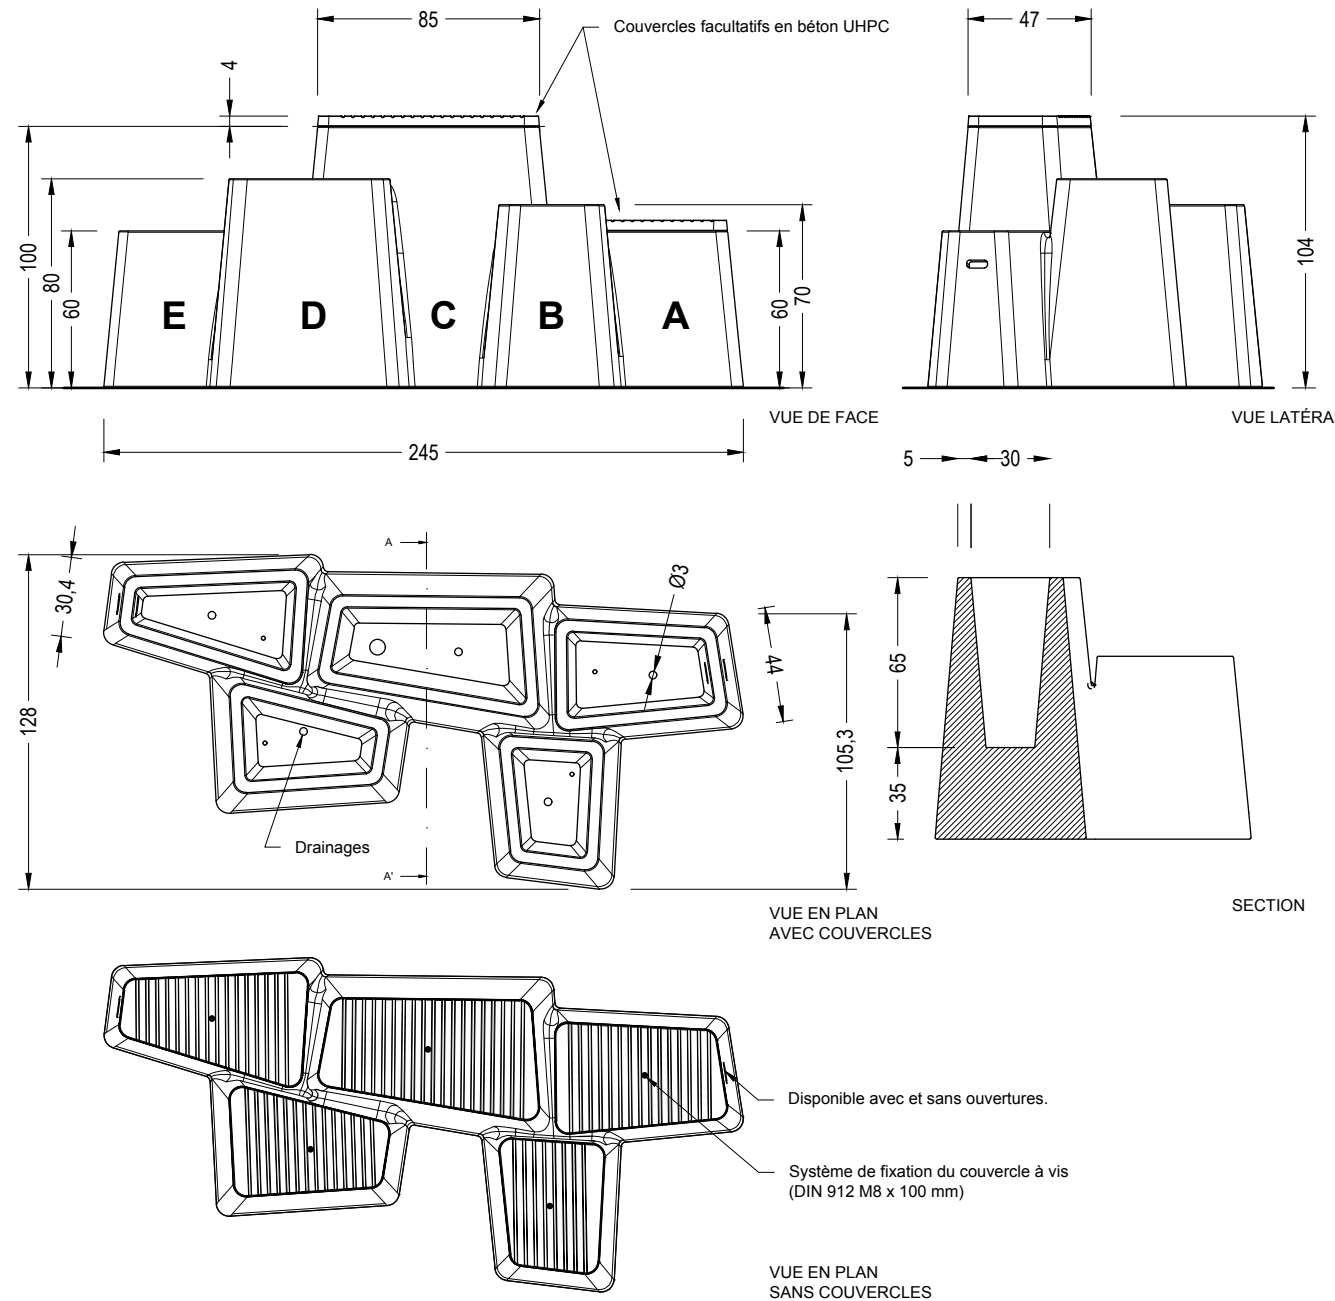 85
Couvercles facultatifs en béton UHPC
47
4
100
80
60
E
D
C
B
A
60
70
104
VUE DE FACE
VUE LATÉRA
245
5
30
A
30,4
Ø3
128
44
105,3
65
35
Drainages
A'
VUE EN PLAN
AVEC COUVERCLES
SECTION
Disponible avec et sans ouvertures.
Système de fixation du couvercle à vis
(DIN 912 M8 x 100 mm)
VUE EN PLAN
SANS COUVERCLES